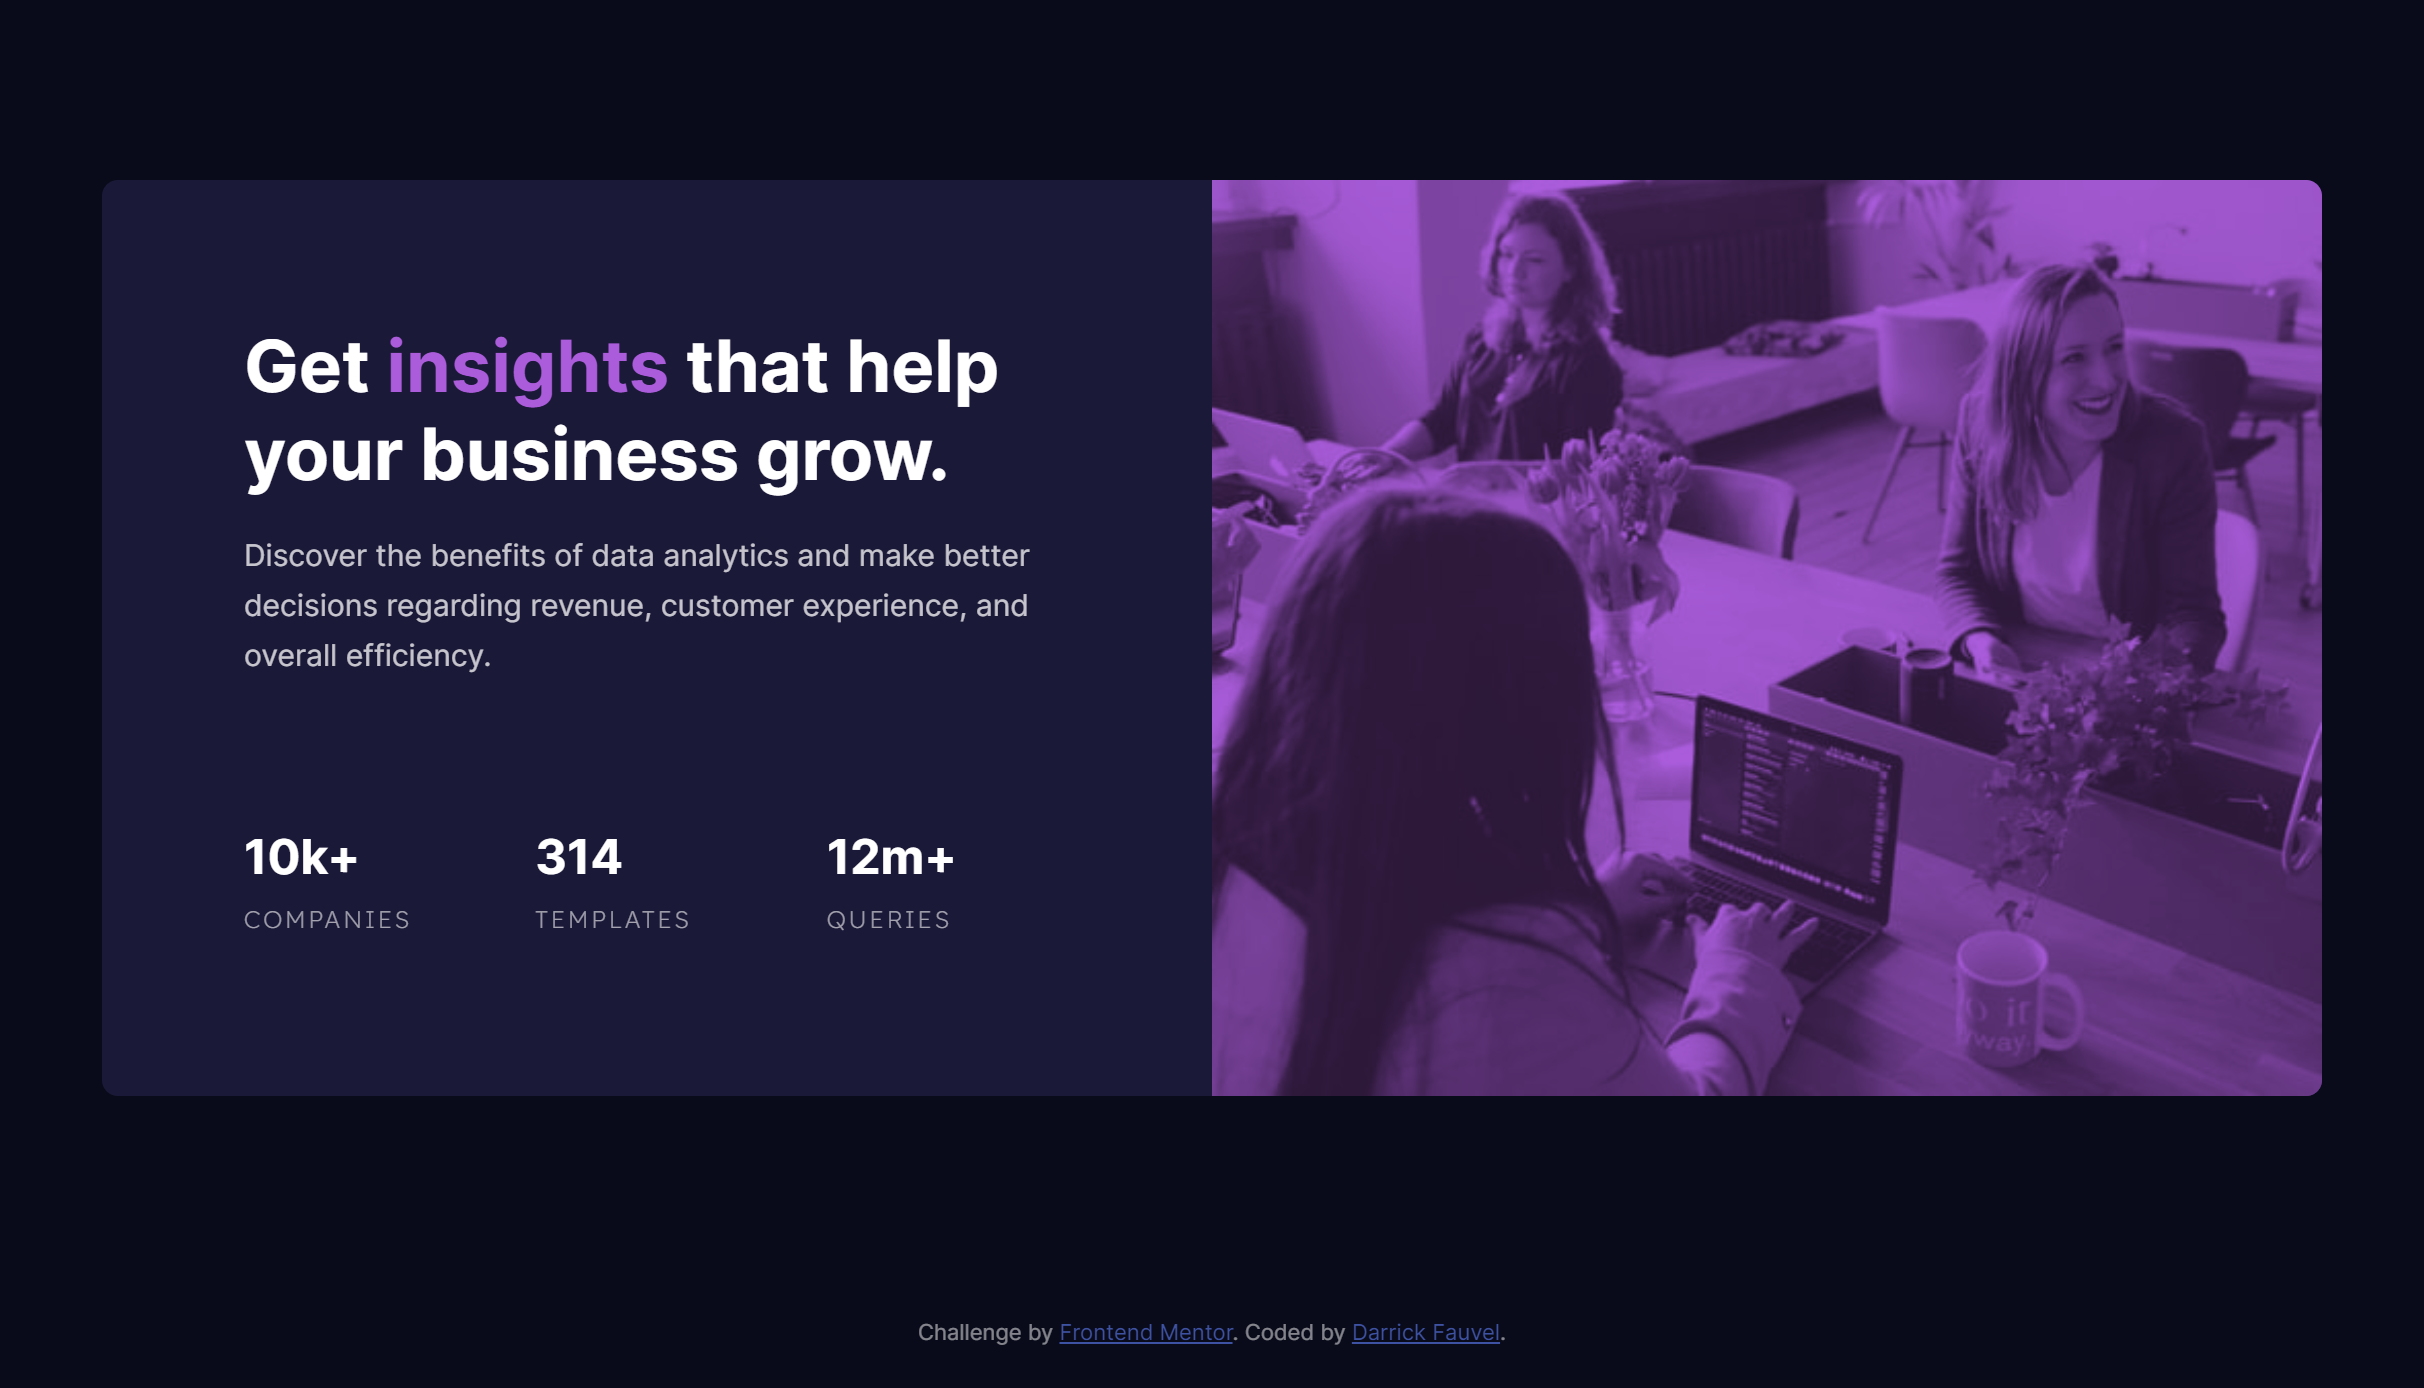 Get insights that help
your business grow.
Discover the benefits of data analytics and make better
decisions regarding revenue, customer experience, and
overall efficiency.
10k+
COMPANIES
314
TEMPLATES
12m+
QUERIES
way.
Challenge by Frontend Mentor. Coded by Darrick Fauvel.